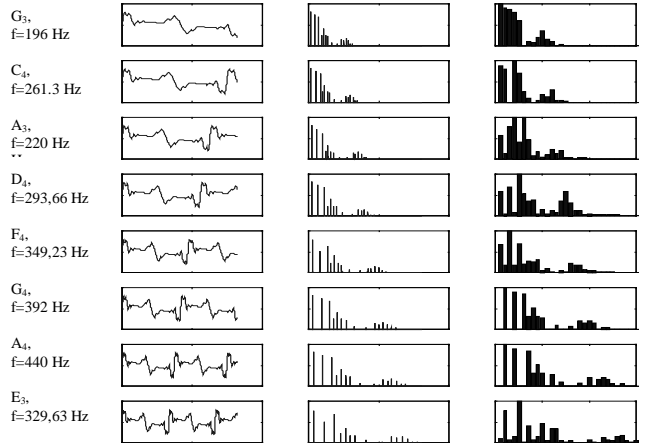 G3,
f=196 Hz
C4,
f=261.3 Hz
A3,
f=220 Hz
D4,
f=293,66 Hz
F4,
f=349,23 Hz
G4,
f=392 Hz
A4,
f=440 Hz
E3,
f=329,63 Hz